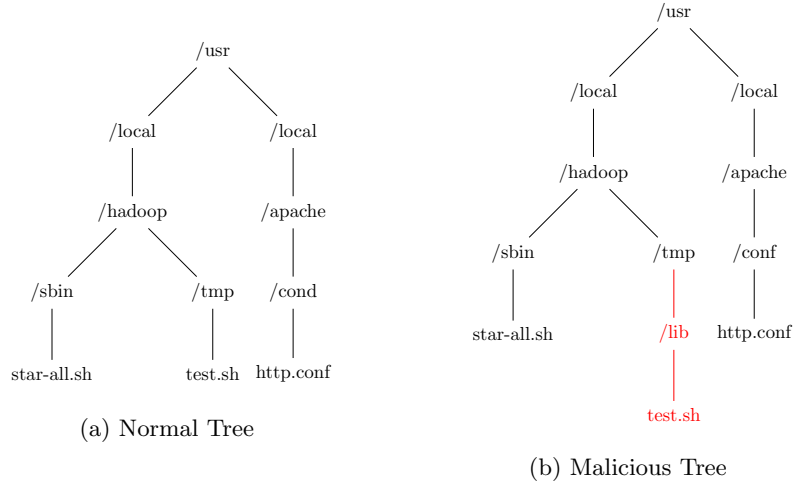 /usr
/local
/local
/hadoop
/apache
/sbin
/tmp
/cond
star-all.sh
test.sh
http.conf
(a) Normal Tree
/usr
/local
/local
/hadoop
/apache
/sbin
/tmp
/conf
star-all.sh
/lib
http.conf
test.sh
(b) Malicious Tree